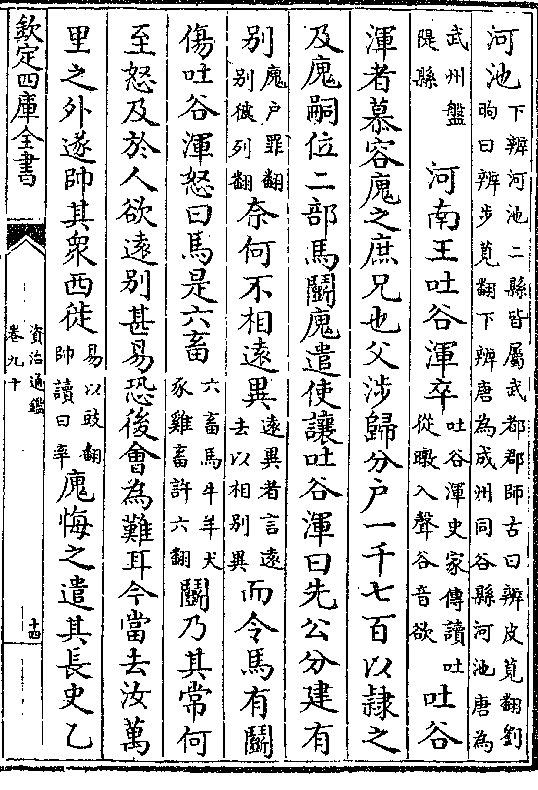 河池下辨河池二縣皆屬武都郡師古曰辨皮莧翻劉昫曰辨步莧翻下辨唐為成州同谷縣河池唐為
武州盤隄縣 河南王吐谷渾卒吐谷渾史家傳讀吐從暾入聲谷音欲吐谷
渾者慕容廆之庶兄也父涉歸分户一千七百以隷之
及廆嗣位二部馬鬬廆遣使讓吐谷渾曰先公分建有
别廆户罪翻别彼列翻奈何不相遠異遠異者言遠去以相别異而令馬有鬬
傷吐谷渾怒曰馬是六畜六畜馬牛羊犬豕雞畜許六翻鬬乃其常何
至怒及於人欲遠别甚易恐後會為難耳今當去汝萬
里之外遂帥其衆西徙易以豉翻帥讀曰率廆悔之遣其長史乙
欽定四庫全書
資治通鑑
卷九十
十四